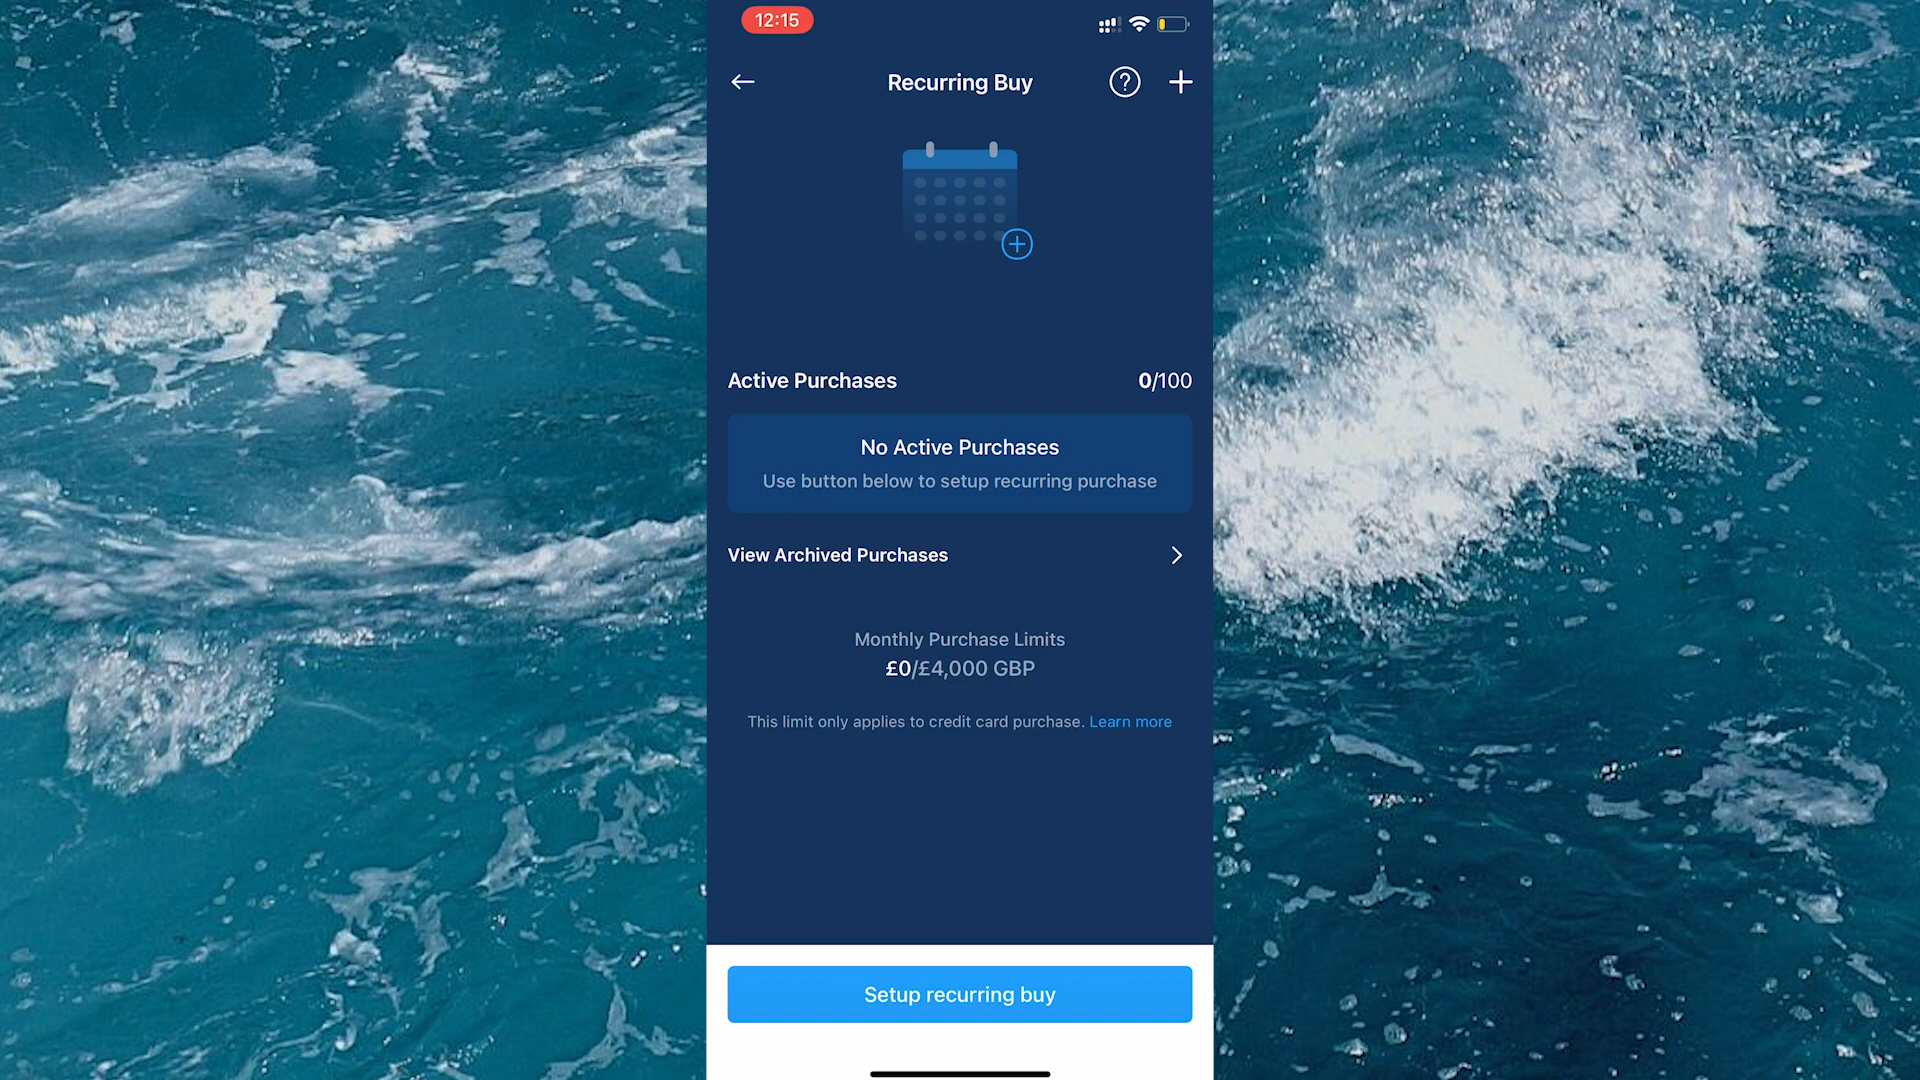 12:15
Recurring Buy
Active Purchases 0/100
No Active Purchases
Use button below to setup recurring purchase
View Archived Purchases
Monthly Purchase Limits
£0/£4,000 GBP
This limit only applies to credit card purchase. Learn more
Setup recurring buy